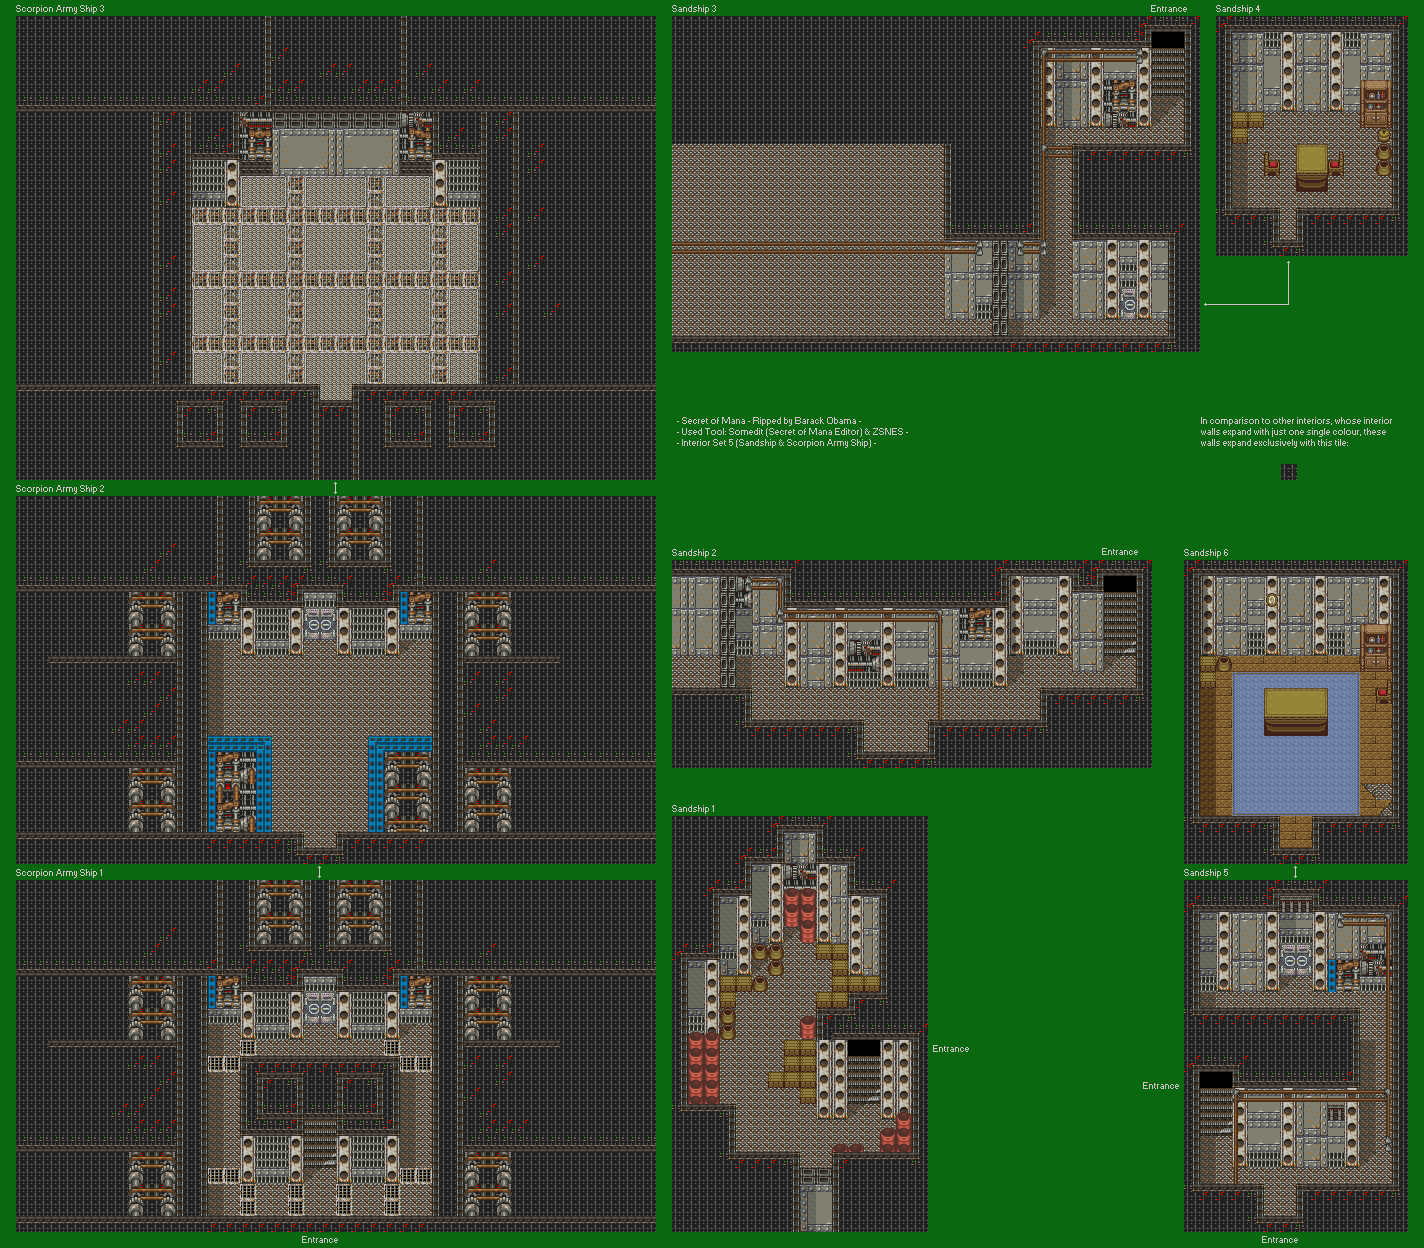 Scorpion Army Ship 3
Sandship 3
Entrance
Sandship 4
- Secret of Mana - Ripped by Barack Obama -
- Used Tool: Somedit (Secret of Mana Editor) & ZSNES -
- Interior Set 5 (Sandship & Scorpion Army Ship) -
In comparison to other interiors, whose interior
walls expand with just one single colour, these
walls expand exclusively with this tile:
Scorpion Army Ship 2
Sandship 2
Entrance
Sandship 6
Sandship 1
Entrance
Scorpion Army Ship 1
Sandship 5
Entrance
Entrance
Entrance